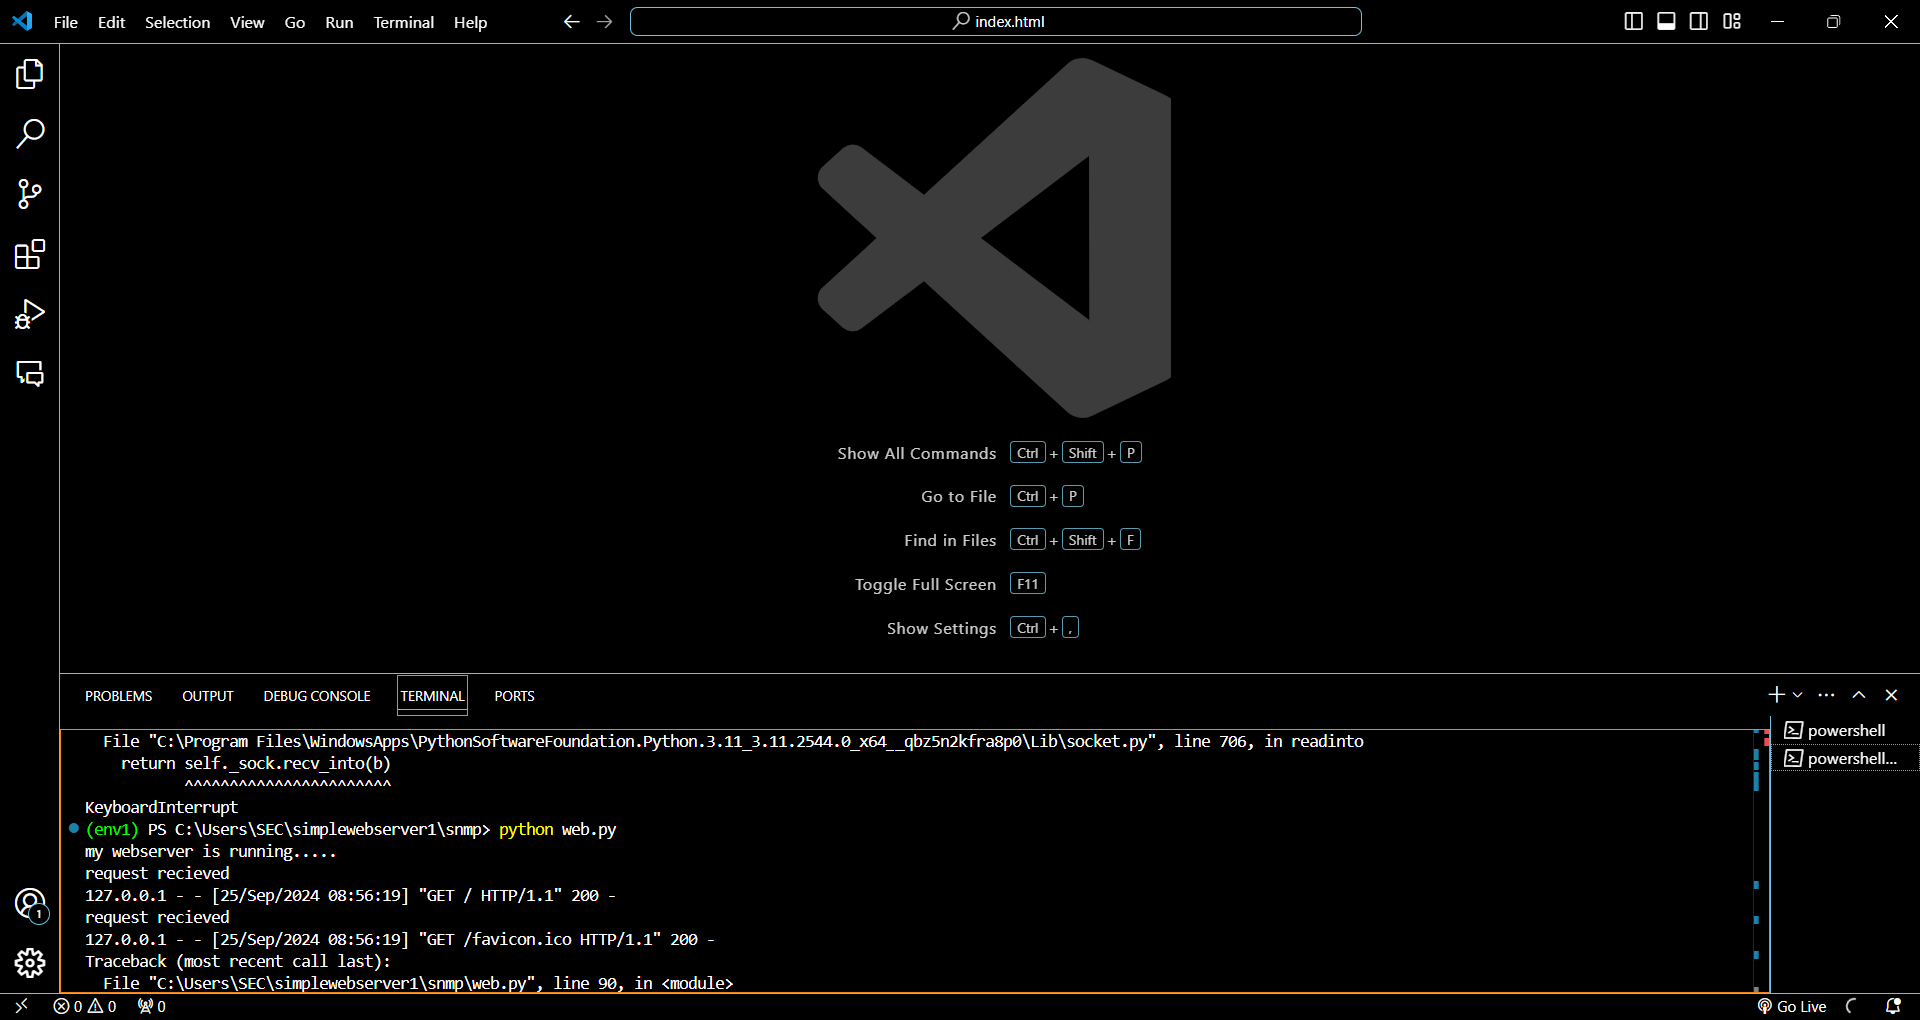 File Edit Selection View Go Run Terminal Help
index.html
Show All Commands Ctrl + Shift + P
Go to File Ctrl + P
Find in Files Ctrl + Shift + F
Toggle Full Screen F11
Show Settings Ctrl + ,
PROBLEMS OUTPUT DEBUG CONSOLE TERMINAL PORTS
File "C:\Program Files\WindowsApps\PythonSoftwareFoundation.Python.3.11_3.11.2544.0_x64__qbz5n2kfra8p0\Lib\socket.py", line 706, in readinto
return self._sock.recv_into(b)
^^^^^^^^^^^^^^^^^^^^^^^
KeyboardInterrupt
(env1) PS C:\Users\SEC\simplewebserver1\snmp> python web.py
my webserver is running.....
request recieved
127.0.0.1 - - [25/Sep/2024 08:56:19] "GET / HTTP/1.1" 200 -
request recieved
127.0.0.1 - - [25/Sep/2024 08:56:19] "GET /favicon.ico HTTP/1.1" 200 -
Traceback (most recent call last):
File "C:\Users\SEC\simplewebserver1\snmp\web.py", line 90, in <module>
powershell
powershell...
1
0 0 0
Go Live